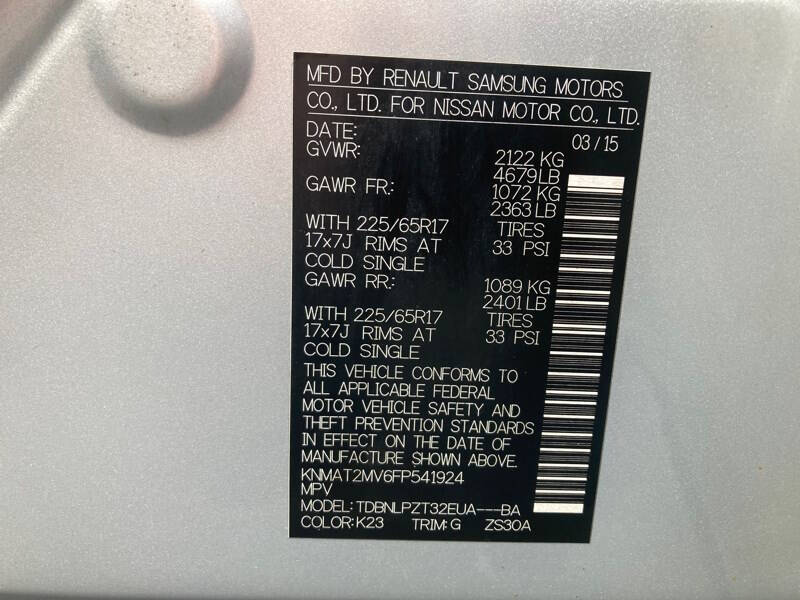 MFD BY RENAULT SAMSUNG MOTORS
CO., LTD. FOR NISSAN MOTOR CO., LTD.
DATE: 03 / 15
GVWR: 2122 KG
4679 LB
GAWR FR.: 1072 KG
2363 LB
WITH 225/65R17 TIRES
17x7J RIMS AT 33 PSI
COLD SINGLE
GAWR RR.: 1089 KG
2401 LB
WITH 225/65R17 TIRES
17x7J RIMS AT 33 PSI
COLD SINGLE
THIS VEHICLE CONFORMS TO
ALL APPLICABLE FEDERAL
MOTOR VEHICLE SAFETY AND
THEFT PREVENTION STANDARDS
IN EFFECT ON THE DATE OF
MANUFACTURE SHOWN ABOVE.
KNMAT2MV6FP541924
MPV
MODEL: TDBNLPZT32EUA---BA
COLOR: K23 TRIM: G ZS30A